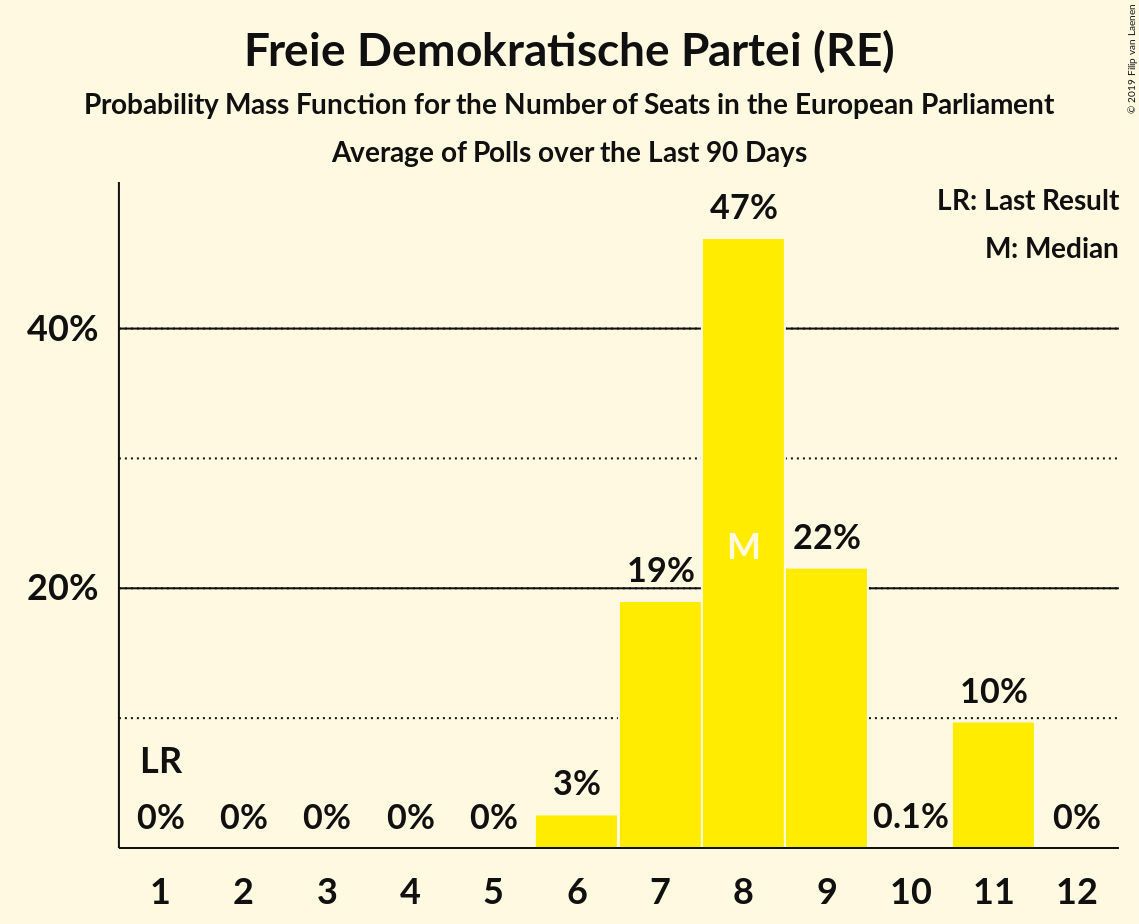 Freie Demokratische Partei (RE)
Probability Mass Function for the Number of Seats in the European Parliament
Average of Polls over the Last 90 Days
© 2019 Filip van Laenen
LR: Last Result
M: Median
40%
20%
LR
0%
0%
0%
0%
0%
3%
19%
47%
M
22%
0.1%
10%
0%
1 2 3 4 5 6 7 8 9 10 11 12